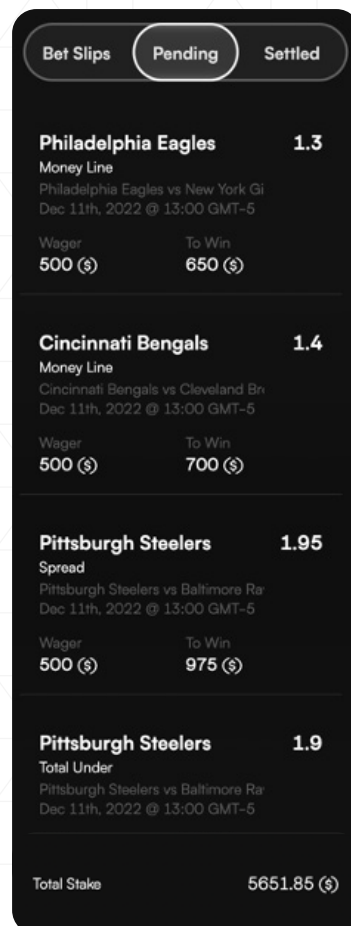 Bet Slips Pending Settled
Philadelphia Eagles 1.3
Money Line
Philadelphia Eagles vs New York Gi
Dec 11th, 2022 @ 13:00 GMT-5
Wager To Win
500 ($) 650 ($)
Cincinnati Bengals 1.4
Money Line
Cincinnati Bengals vs Cleveland Bro
Dec 11th, 2022 @ 13:00 GMT-5
Wager To Win
500 ($) 700 ($)
Pittsburgh Steelers 1.95
Spread
Pittsburgh Steelers vs Baltimore Ra
Dec 11th, 2022 @ 13:00 GMT-5
Wager To Win
500 ($) 975 ($)
Pittsburgh Steelers 1.9
Total Under
Pittsburgh Steelers vs Baltimore Ra
Dec 11th, 2022 @ 13:00 GMT-5
Total Stake 5651.85 ($)